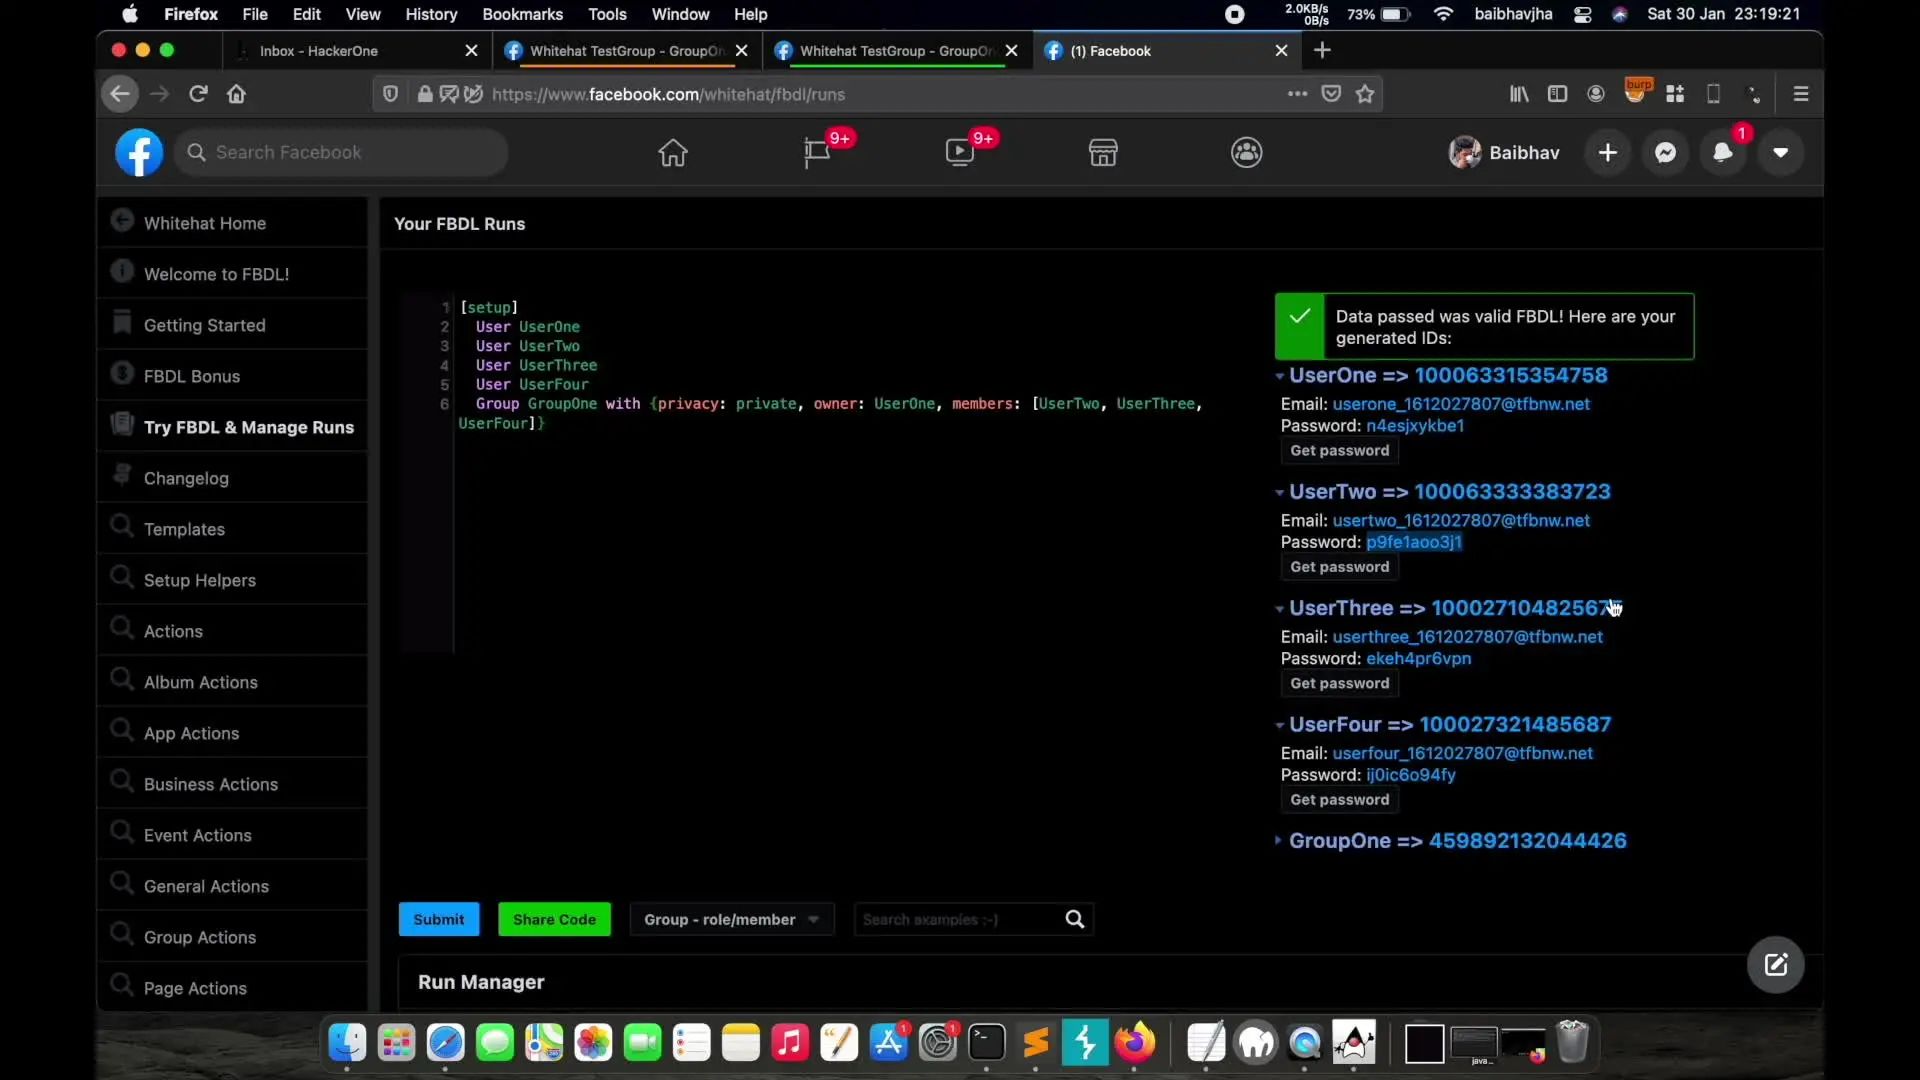 Firefox File Edit View History Bookmarks Tools Window Help
2.0KB/s
0B/s
73%
baibhavjha
Sat 30 Jan 23:19:21
Inbox - HackerOne
Whitehat TestGroup - GroupOn
Whitehat TestGroup - GroupOn
(1) Facebook
https://www.facebook.com/whitehat/fbdl/runs
burp
Search Facebook
9+
9+
Baibhav
1
Whitehat Home
Welcome to FBDL!
Getting Started
FBDL Bonus
Try FBDL & Manage Runs
Changelog
Templates
Setup Helpers
Actions
Album Actions
App Actions
Business Actions
Event Actions
General Actions
Group Actions
Page Actions
Your FBDL Runs
1 [setup]
2 User UserOne
3 User UserTwo
4 User UserThree
5 User UserFour
6 Group GroupOne with {privacy: private, owner: UserOne, members: [UserTwo, UserThree,
UserFour]}
Data passed was valid FBDL! Here are your
generated IDs:
UserOne => 100063315354758
Email: userone_1612027807@tfbnw.net
Password: n4esjxykbe1
Get password
UserTwo => 100063333383723
Email: usertwo_1612027807@tfbnw.net
Password: p9fe1aoo3j1
Get password
UserThree =>
Email: userthree_1612027807@tfbnw.net
Password: ekeh4pr6vpn
Get password
UserFour => 100027321485687
Email: userfour_1612027807@tfbnw.net
Password: ij0ic6o94fy
Get password
GroupOne => 459892132044426
Submit
Share Code
Group - role/member
Search examples :-)
Run Manager
1
1
java...